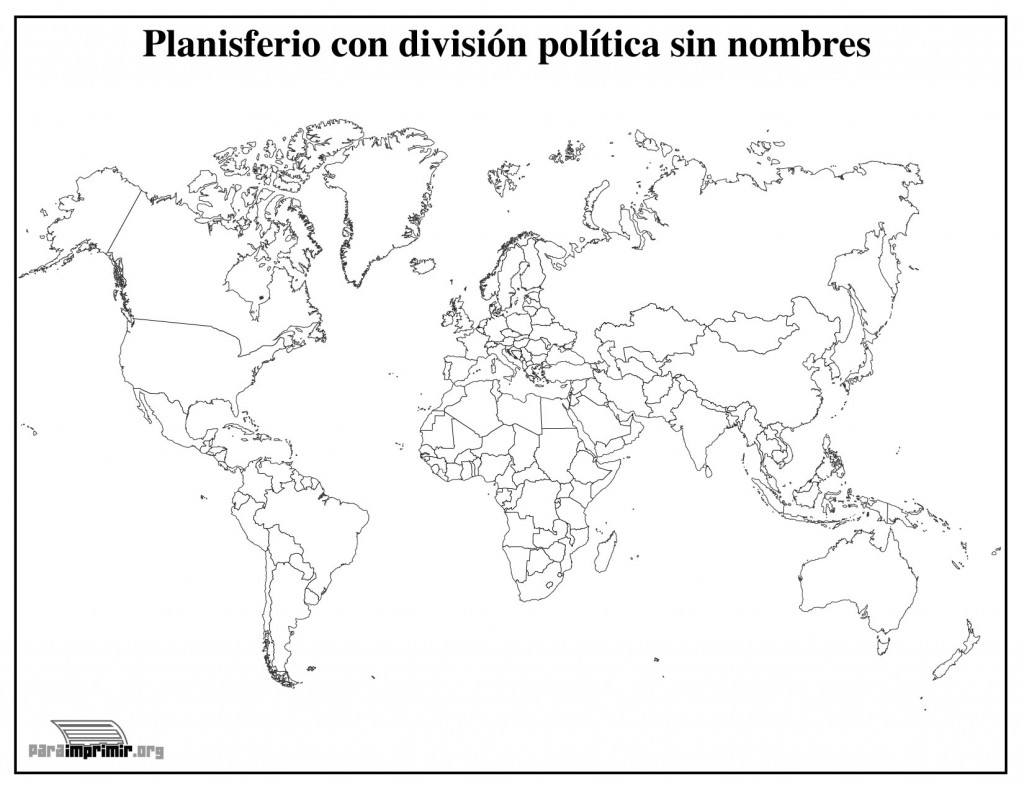 Planisferio con división política sin nombres
paraimprimir.org